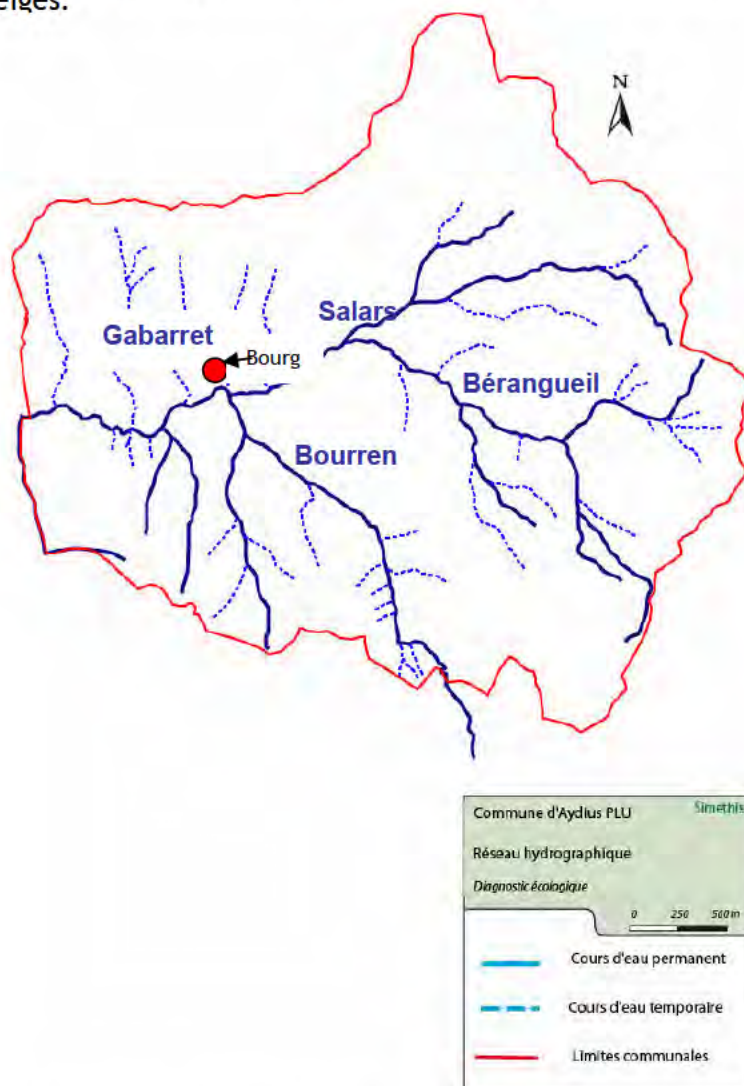 eiges.
N
Salars
Gabarret
Bourg
Bérangueil
Bourren
Commune d'Aydius PLU Simethis
Réseau hydrographique
Diagnostic écologique
0 250 500 m
Cours d'eau permanent
Cours d'eau temporaire
Limites communales